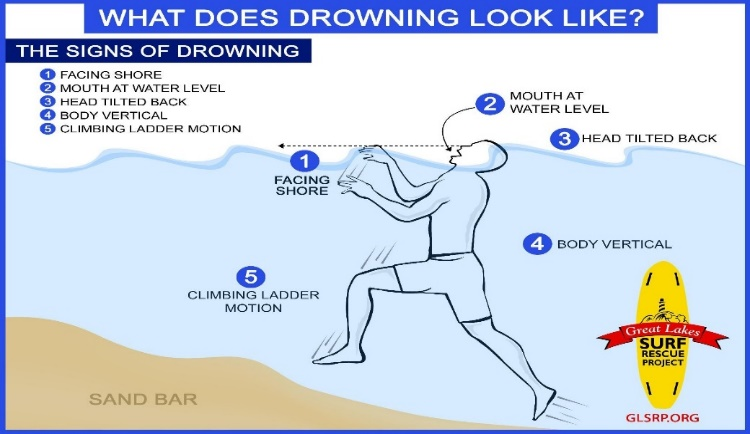 WHAT DOES DROWNING LOOK LIKE?
THE SIGNS OF DROWNING
1 FACING SHORE
2 MOUTH AT WATER LEVEL
3 HEAD TILTED BACK
4 BODY VERTICAL
5 CLIMBING LADDER MOTION
2 MOUTH AT
WATER LEVEL
3 HEAD TILTED BACK
1
FACING
SHORE
4 BODY VERTICAL
5
CLIMBING LADDER
MOTION
Great Lakes
SURF
RESCUE
PROJECT
SAND BAR
GLSRP.ORG